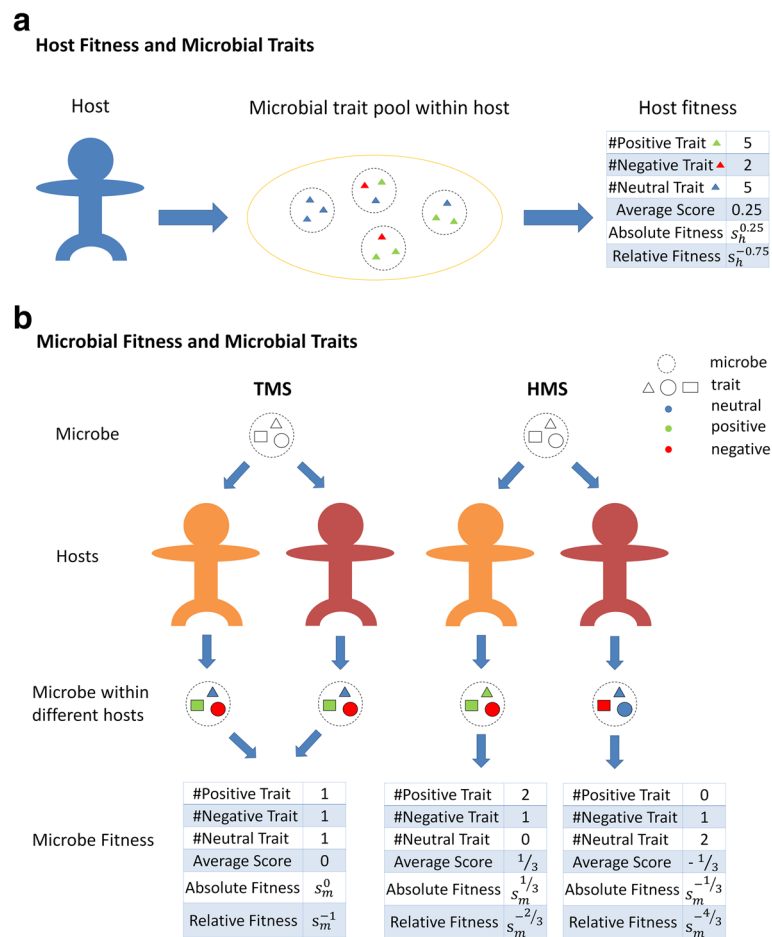 a
Host Fitness and Microbial Traits
Host
Microbial trait pool within host
Host fitness
#Positive Trait 5
#Negative Trait 2
#Neutral Trait 5
Average Score 0.25
Absolute Fitness s_h^0.25
Relative Fitness s_h^−0.75
b
Microbial Fitness and Microbial Traits
TMS
HMS
microbe
trait
neutral
positive
negative
Microbe
Hosts
Microbe within
different hosts
Microbe Fitness
#Positive Trait 1
#Negative Trait 1
#Neutral Trait 1
Average Score 0
Absolute Fitness s_m^0
Relative Fitness s_m^−1
#Positive Trait 2
#Negative Trait 1
#Neutral Trait 0
Average Score 1/3
Absolute Fitness s_m^1/3
Relative Fitness s_m^−2/3
#Positive Trait 0
#Negative Trait 1
#Neutral Trait 2
Average Score - 1/3
Absolute Fitness s_m^−1/3
Relative Fitness s_m^−4/3